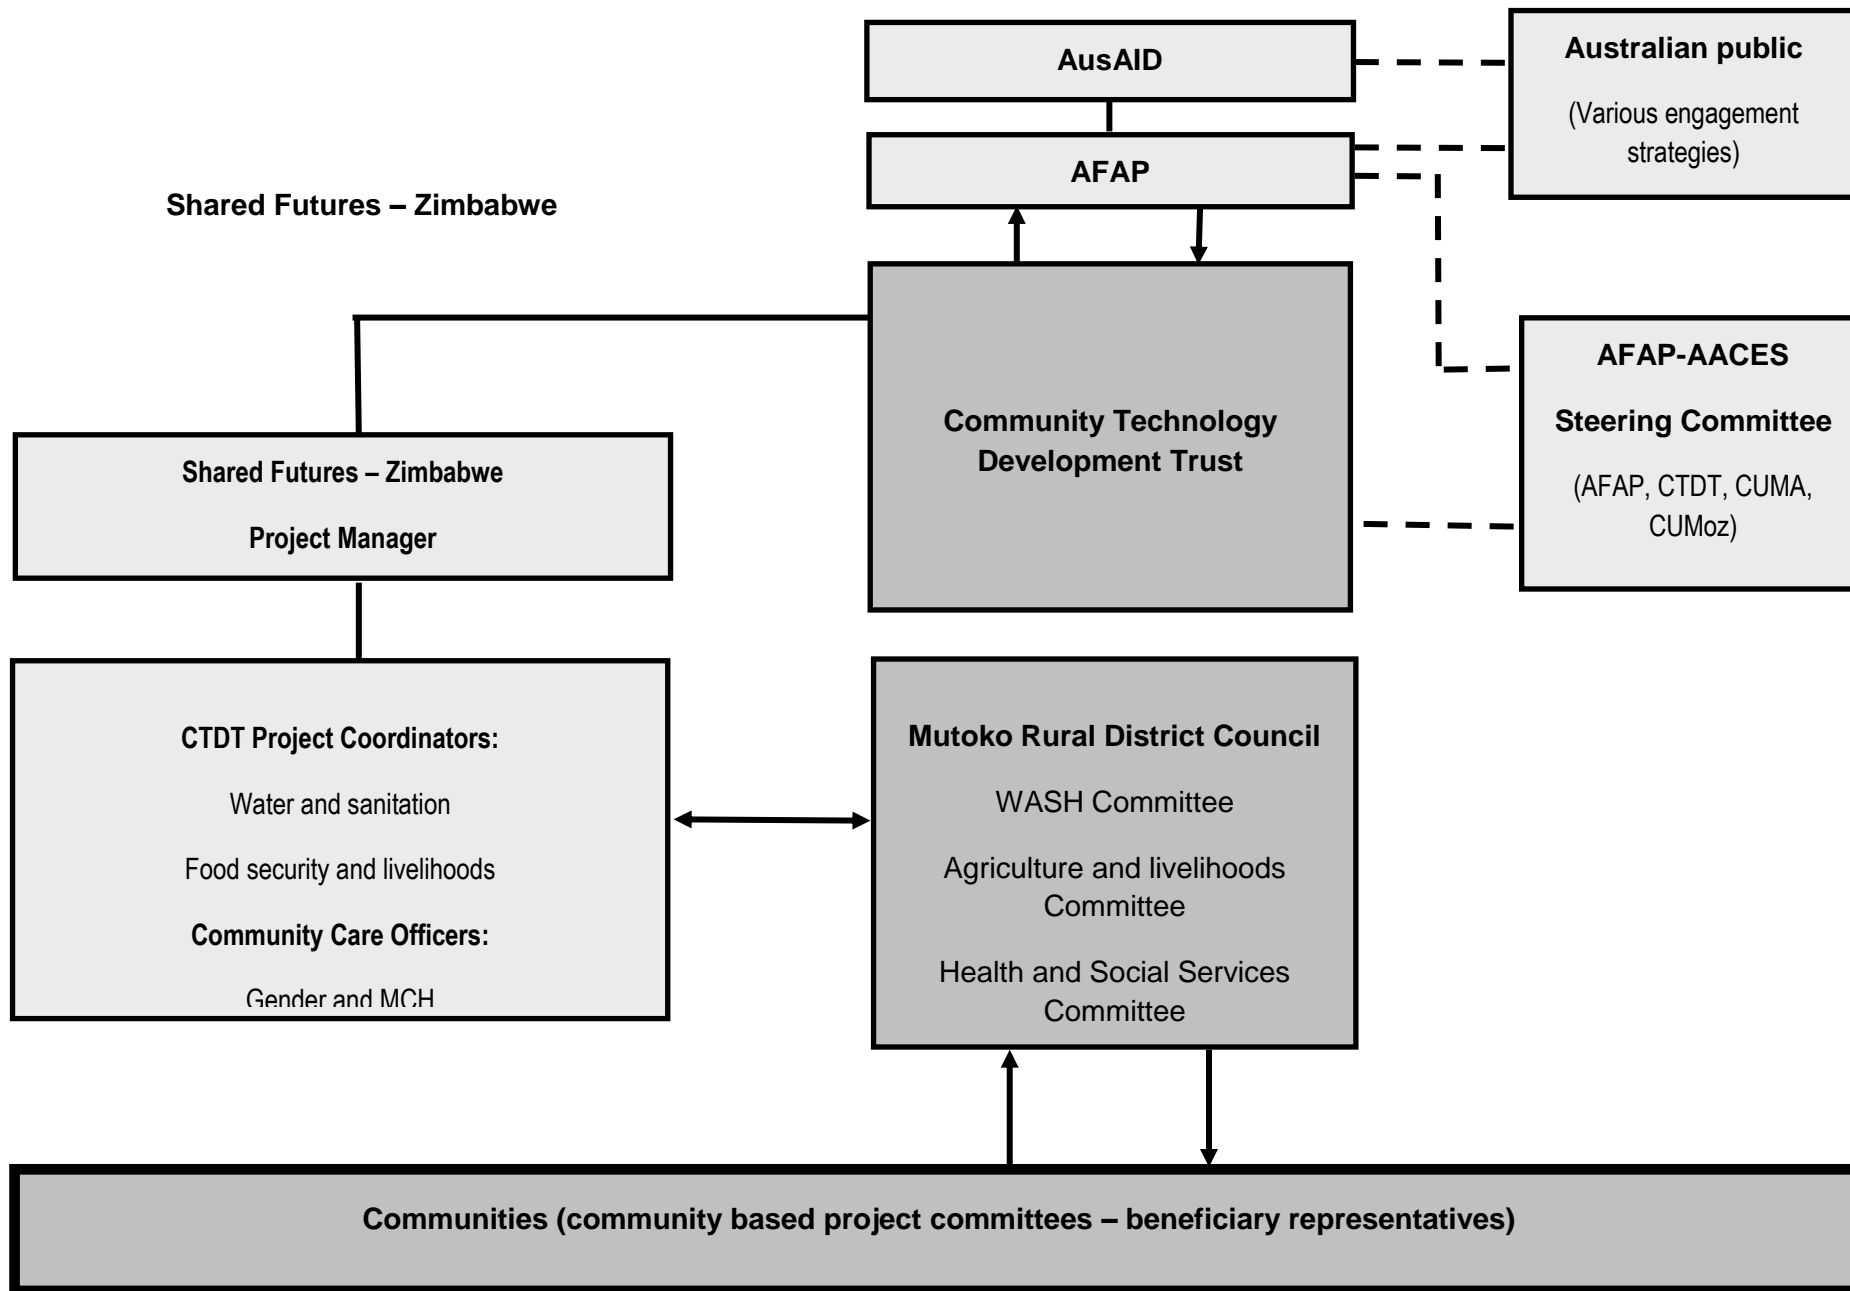 AusAID
Australian public
(Various engagement
strategies)
AFAP
Shared Futures – Zimbabwe
Community Technology
Development Trust
AFAP-AACES
Steering Committee
(AFAP, CTDT, CUMA,
CUMoz)
Shared Futures – Zimbabwe
Project Manager
CTDT Project Coordinators:
Water and sanitation
Food security and livelihoods
Community Care Officers:
Gender and MCH
Mutoko Rural District Council
WASH Committee
Agriculture and livelihoods
Committee
Health and Social Services
Committee
Communities (community based project committees – beneficiary representatives)